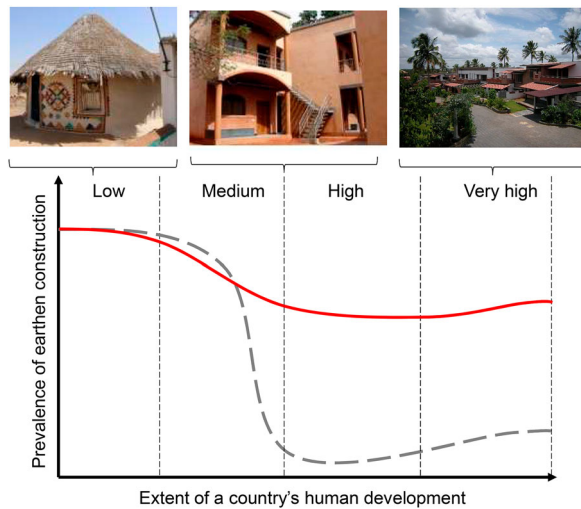 Low
Medium
High
Very high
Prevalence of earthen construction
Extent of a country's human development